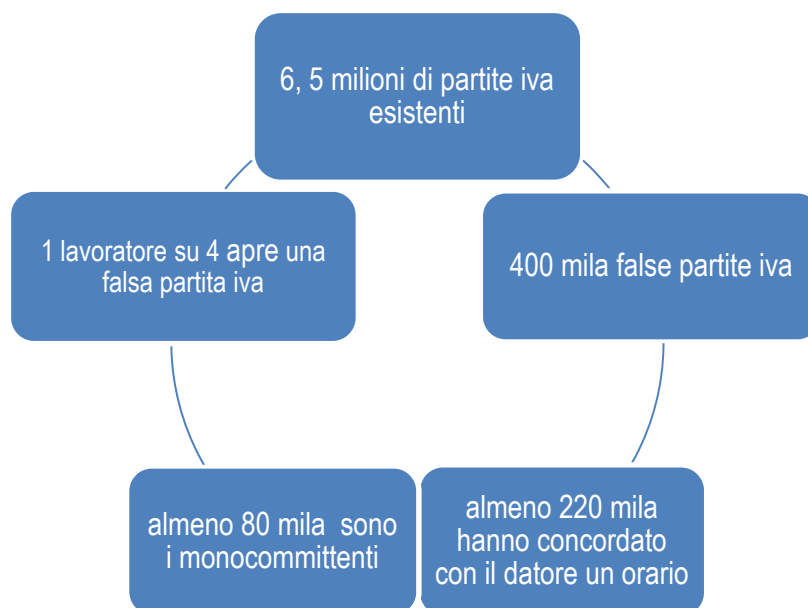 6, 5 milioni di partite iva
esistenti
1 lavoratore su 4 apre una
falsa partita iva
400 mila false partite iva
almeno 80 mila sono
i monocommittenti
almeno 220 mila
hanno concordato
con il datore un orario